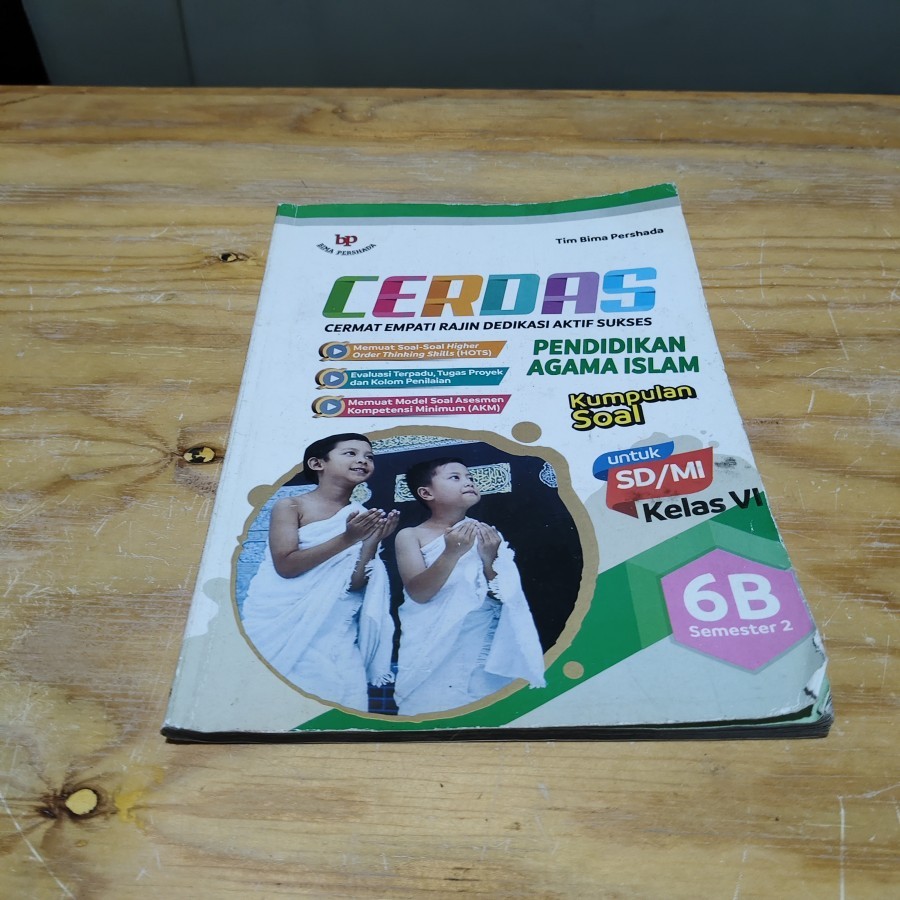 bp
BIMA PERSHADA
Tim Bima Pershada
CERDAS
CERMAT EMPATI RAJIN DEDIKASI AKTIF SUKSES
Memuat Soal-Soal Higher
Order Thinking Skills (HOTS)
Evaluasi Terpadu, Tugas Proyek
dan Kolom Penilaian
Memuat Model Soal Asesmen
Kompetensi Minimum (AKM)
PENDIDIKAN
AGAMA ISLAM
Kumpulan
Soal
untuk
SD/MI
Kelas VI
6B
Semester 2